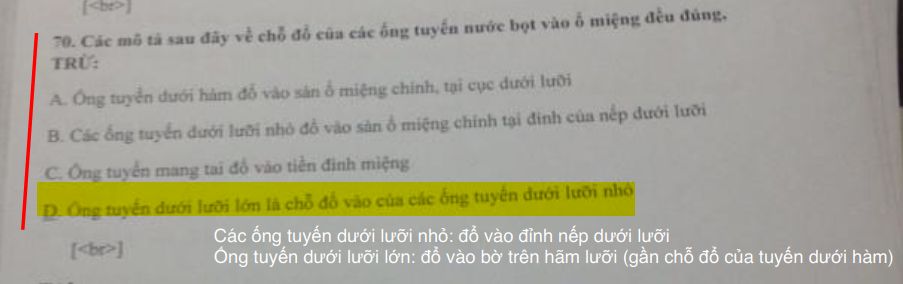 [<br>]
70. Các mô tả sau đây về chỗ đổ của các ống tuyến nước bọt vào ổ miệng đều đúng,
TRỪ:
A. Ống tuyến dưới hàm đổ vào sàn ổ miệng chính, tại cục dưới lưỡi
B. Các ống tuyến dưới lưỡi nhỏ đổ vào sàn ổ miệng chính tại đỉnh của nếp dưới lưỡi
C. Ống tuyến mang tai đổ vào tiền đình miệng
D. Ống tuyến dưới lưỡi lớn là chỗ đổ vào của các ống tuyến dưới lưỡi nhỏ
Các ống tuyến dưới lưỡi nhỏ: đổ vào đỉnh nếp dưới lưỡi
[<br>]
Ống tuyến dưới lưỡi lớn: đổ vào bờ trên hãm lưỡi (gần chỗ đổ của tuyến dưới hàm)